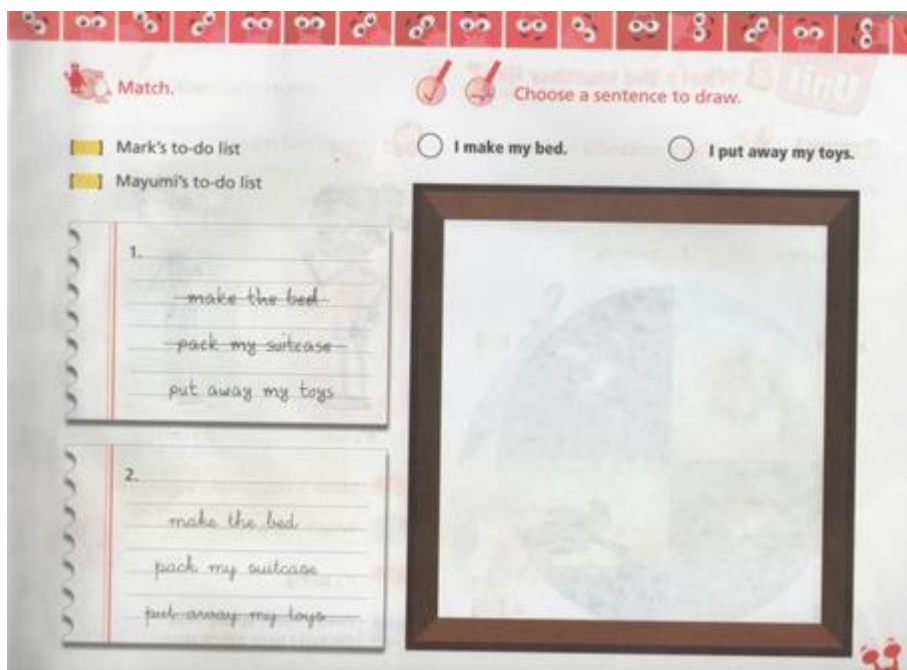 Match.
Mark's to-do list
Mayumi's to-do list
1.
make the bed
pack my suitcase
put away my toys
2.
make the bed
pack my suitcase
put away my toys
Choose a sentence to draw.
I make my bed.
I put away my toys.